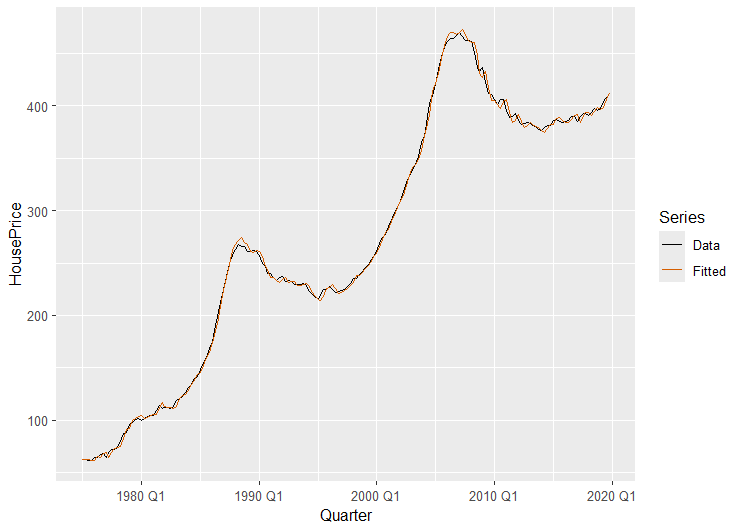 HousePrice
400
300
200
100
1980 Q1
1990 Q1
2000 Q1
2010 Q1
2020 Q1
Quarter
Series
Data
Fitted